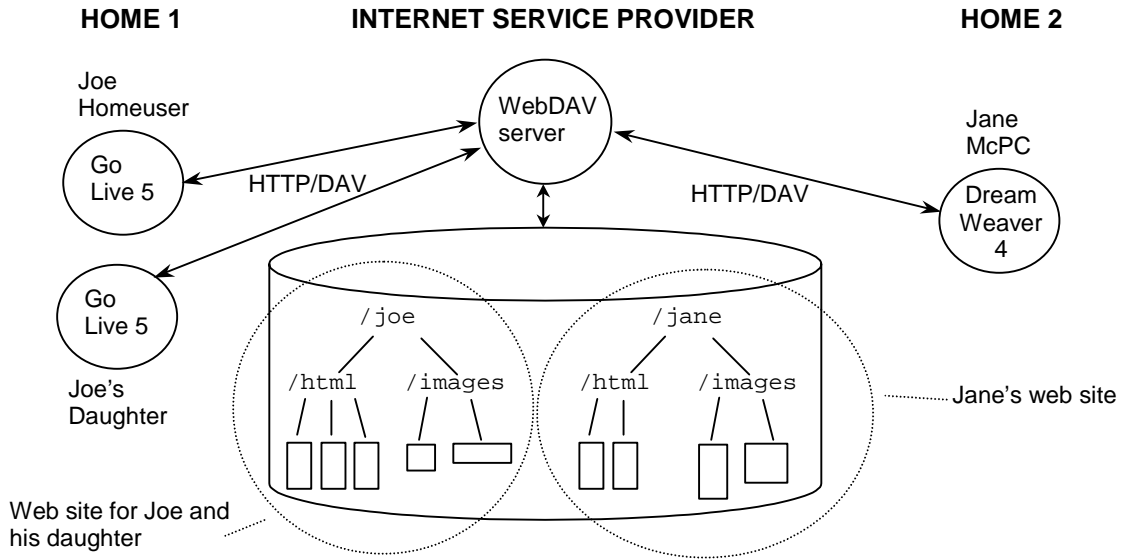 HOME 1
INTERNET SERVICE PROVIDER
HOME 2
Joe
Homeuser
Go
Live 5
HTTP/DAV
WebDAV
server
HTTP/DAV
Jane
McPC
Dream
Weaver
4
Go
Live 5
Joe's
Daughter
/joe
/html
/images
/jane
/html
/images
Jane's web site
Web site for Joe and
his daughter